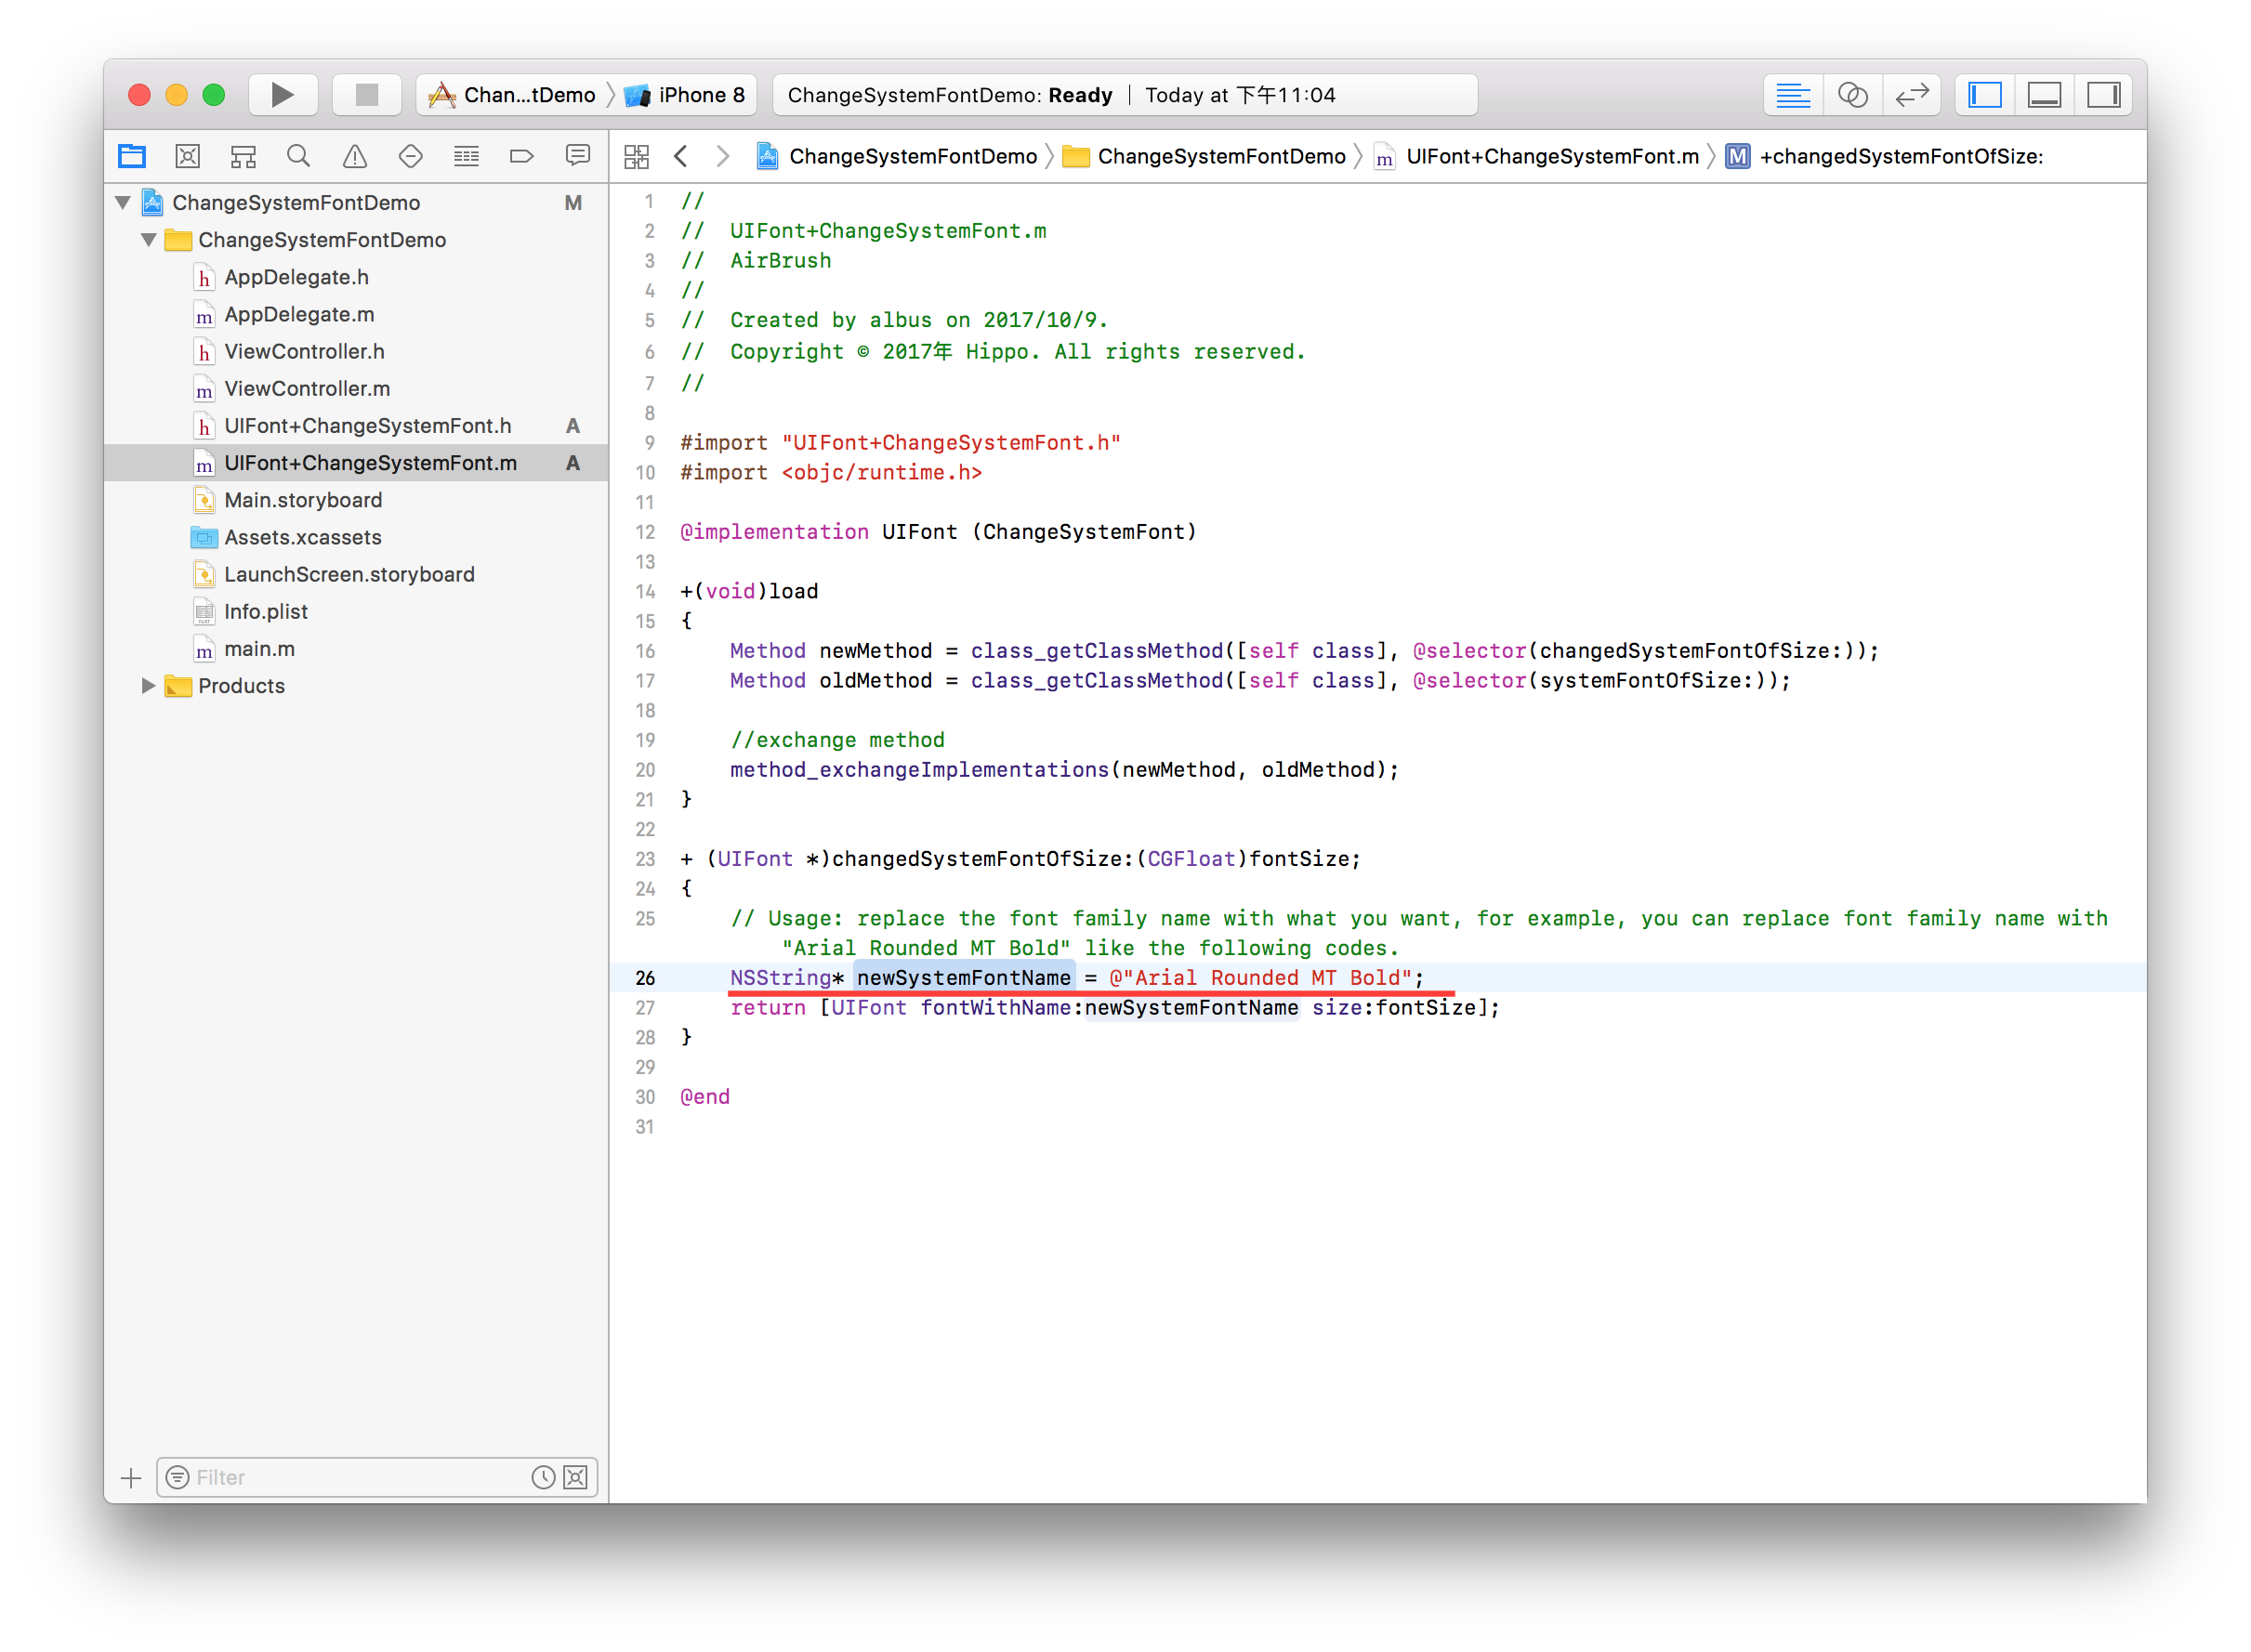 Chan...tDemo iPhone 8 ChangeSystemFontDemo: Ready Today at 下午11:04
ChangeSystemFontDemo ChangeSystemFontDemo m UIFont+ChangeSystemFont.m M +changedSystemFontOfSize:
ChangeSystemFontDemo M
ChangeSystemFontDemo
h AppDelegate.h
m AppDelegate.m
h ViewController.h
m ViewController.m
h UIFont+ChangeSystemFont.h A
m UIFont+ChangeSystemFont.m A
Main.storyboard
Assets.xcassets
LaunchScreen.storyboard
Info.plist
m main.m
Products
Filter
1 //
2 //  UIFont+ChangeSystemFont.m
3 //  AirBrush
4 //
5 //  Created by albus on 2017/10/9.
6 //  Copyright © 2017年 Hippo. All rights reserved.
7 //
8
9 #import "UIFont+ChangeSystemFont.h"
10 #import <objc/runtime.h>
11
12 @implementation UIFont (ChangeSystemFont)
13
14 +(void)load
15 {
16     Method newMethod = class_getClassMethod([self class], @selector(changedSystemFontOfSize:));
17     Method oldMethod = class_getClassMethod([self class], @selector(systemFontOfSize:));
18
19     //exchange method
20     method_exchangeImplementations(newMethod, oldMethod);
21 }
22
23 + (UIFont *)changedSystemFontOfSize:(CGFloat)fontSize;
24 {
25     // Usage: replace the font family name with what you want, for example, you can replace font family name with
"Arial Rounded MT Bold" like the following codes.
26     NSString* newSystemFontName = @"Arial Rounded MT Bold";
27     return [UIFont fontWithName:newSystemFontName size:fontSize];
28 }
29
30 @end
31